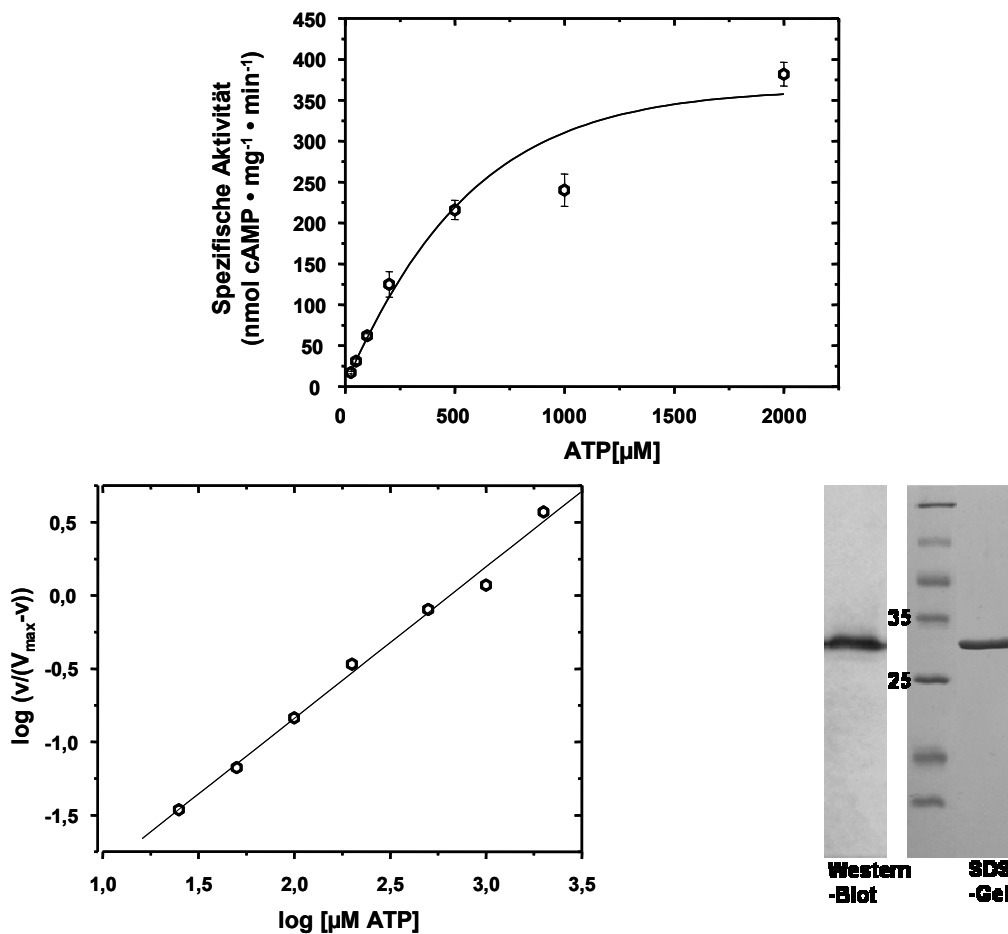 450
400
350
300
250
200
150
100
50
0
Spezifische Aktivität
(nmol cAMP • mg⁻¹ • min⁻¹)
0 500 1000 1500 2000
ATP[µM]
0,5
0,0
-0,5
-1,0
-1,5
log (v/(Vmax-v))
1,0 1,5 2,0 2,5 3,0 3,5
log [µM ATP]
35
25
Western
-Blot
SDS
-Gel